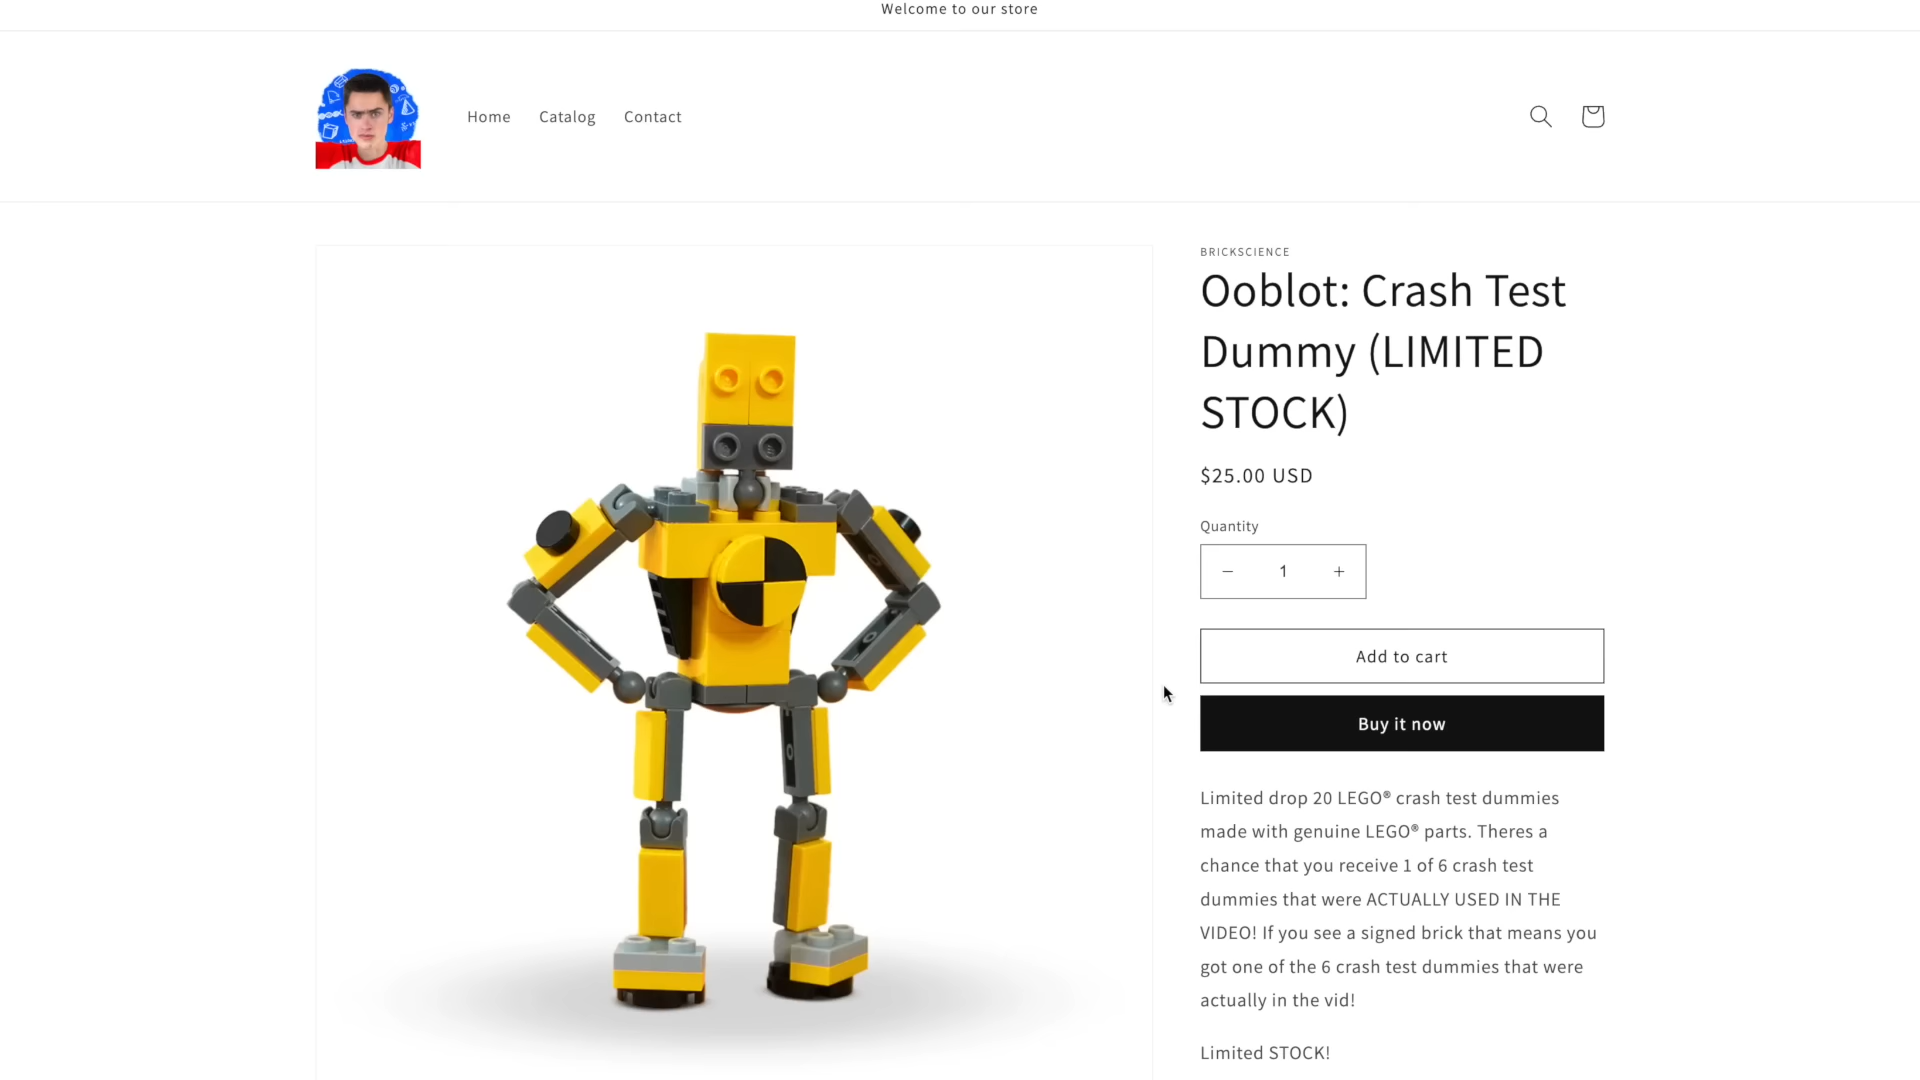 Welcome to our store
Home Catalog Contact
BRICKSCIENCE
Ooblot: Crash Test
Dummy (LIMITED
STOCK)
$25.00 USD
Quantity
− 1 +
Add to cart
Buy it now
Limited drop 20 LEGO® crash test dummies
made with genuine LEGO® parts. Theres a
chance that you receive 1 of 6 crash test
dummies that were ACTUALLY USED IN THE
VIDEO! If you see a signed brick that means you
got one of the 6 crash test dummies that were
actually in the vid!
Limited STOCK!